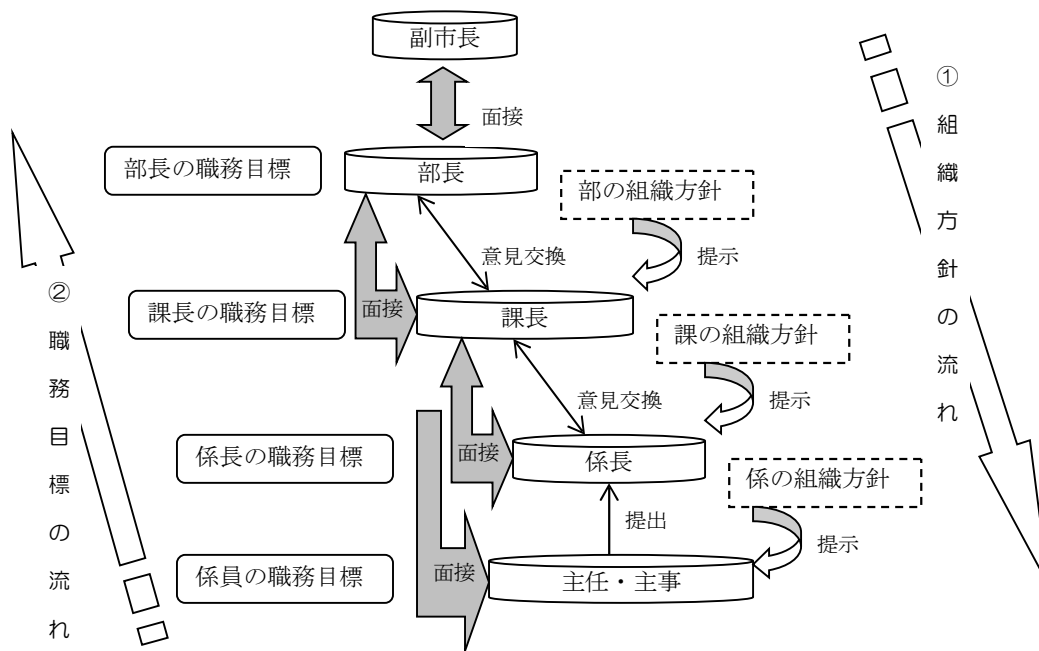 副市長
面接
部長の職務目標
部長
部の組織方針
意見交換
提示
課長の職務目標
面接
課長
課の組織方針
意見交換
提示
係長の職務目標
面接
係長
係の組織方針
提出
提示
係員の職務目標
面接
主任・主事
①組織方針の流れ
②職務目標の流れ